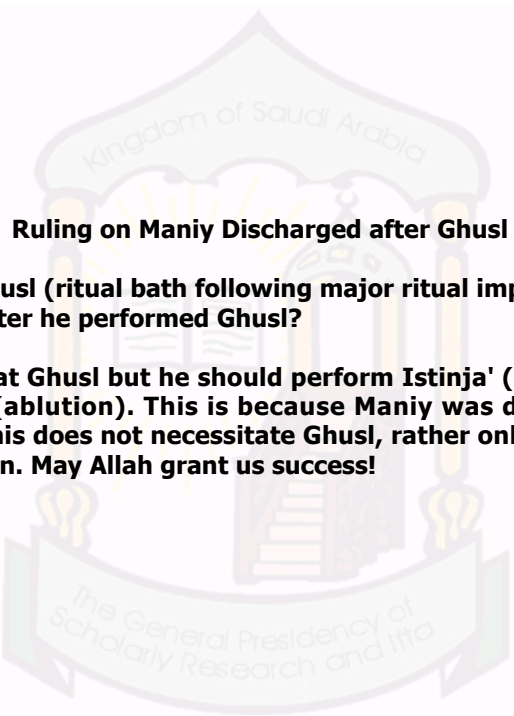 Kingdom of Saudi Arabia
Ruling on Maniy Discharged after Ghusl
usl (ritual bath following major ritual imp
ter he performed Ghusl?
at Ghusl but he should perform Istinja' (
(ablution). This is because Maniy was d
his does not necessitate Ghusl, rather onl
n. May Allah grant us success!
The General Presidency of
Scholarly Research and Ifta